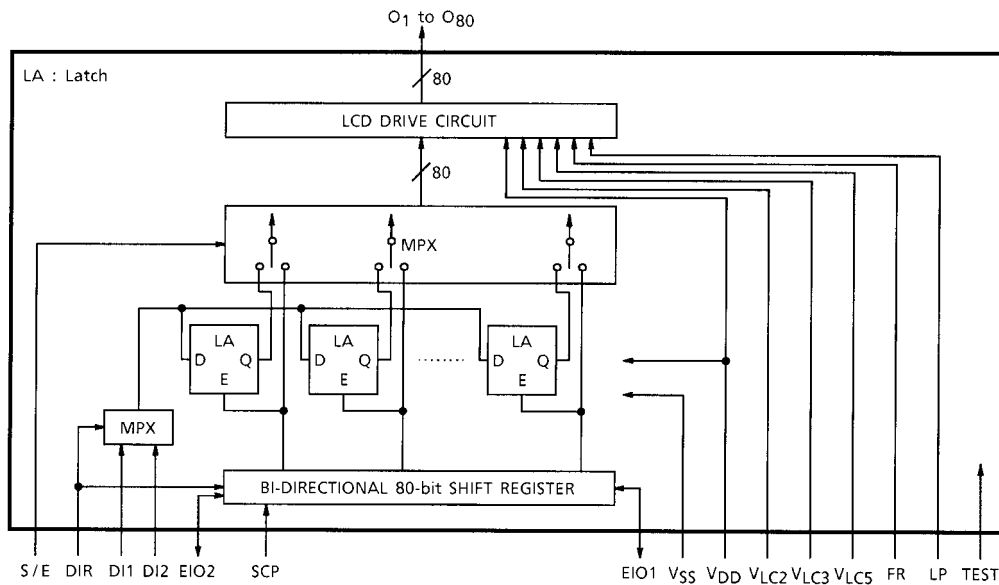 O1 to O80
LA : Latch
80
LCD DRIVE CIRCUIT
80
MPX
LA
D Q
E
LA
D Q
E
........
LA
D Q
E
MPX
BI-DIRECTIONAL 80-bit SHIFT REGISTER
S/E DIR DI1 DI2 EIO2 SCP EIO1 VSS VDD VLC2 VLC3 VLC5 FR LP TEST